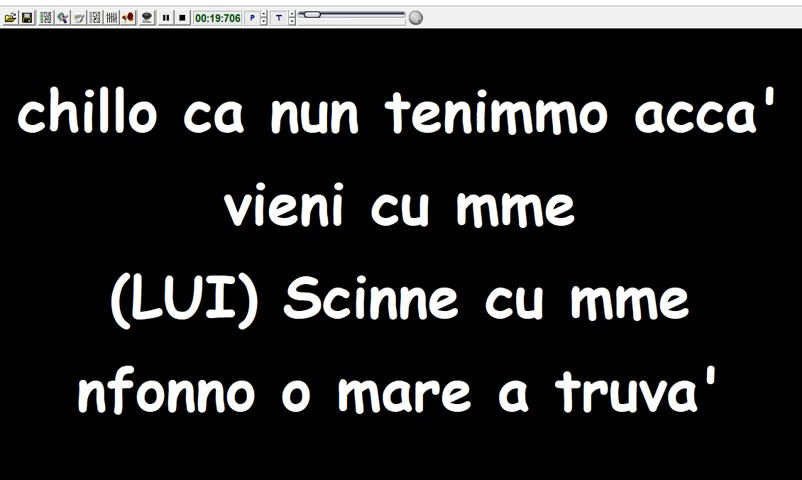 00:19:706 P T
chillo ca nun tenimmo acca'
vieni cu mme
(LUI) Scinne cu mme
nfonno o mare a truva'